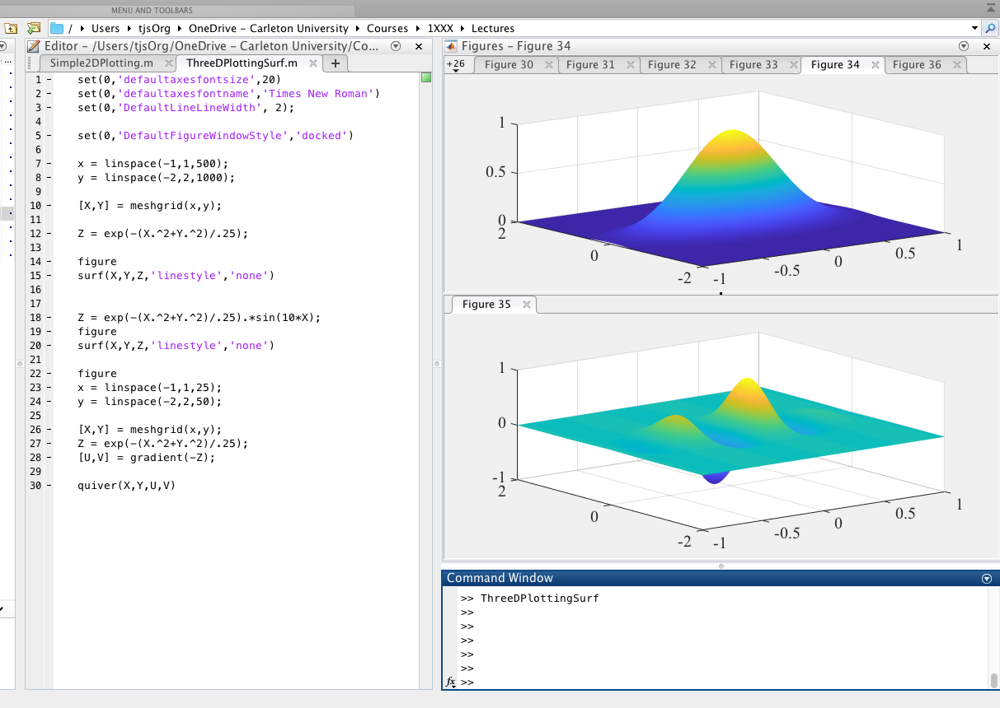 MENU AND TOOLBARS
/ Users tjsOrg OneDrive – Carleton University Courses 1XXX Lectures
Editor – /Users/tjsOrg/OneDrive – Carleton University/Co...
Simple2DPlotting.m ThreeDPlottingSurf.m +
1 – set(0,'defaultaxesfontsize',20)
2 – set(0,'defaultaxesfontname','Times New Roman')
3 – set(0,'DefaultLineLineWidth', 2);
4
5 – set(0,'DefaultFigureWindowStyle','docked')
6
7 – x = linspace(-1,1,500);
8 – y = linspace(-2,2,1000);
9
10 – [X,Y] = meshgrid(x,y);
11
12 – Z = exp(-(X.^2+Y.^2)/.25);
13
14 – figure
15 – surf(X,Y,Z,'linestyle','none')
16
17
18 – Z = exp(-(X.^2+Y.^2)/.25).*sin(10*X);
19 – figure
20 – surf(X,Y,Z,'linestyle','none')
21
22 – figure
23 – x = linspace(-1,1,25);
24 – y = linspace(-2,2,50);
25
26 – [X,Y] = meshgrid(x,y);
27 – Z = exp(-(X.^2+Y.^2)/.25);
28 – [U,V] = gradient(-Z);
29
30 – quiver(X,Y,U,V)
Figures – Figure 34
+26 Figure 30 Figure 31 Figure 32 Figure 33 Figure 34 Figure 36
1
0.5
0
2
0
-2
-1
-0.5
0
0.5
1
Figure 35
1
0
-1
2
0
-2
-1
-0.5
0
0.5
1
Command Window
>> ThreeDPlottingSurf
>>
>>
>>
>>
>>
fx >>